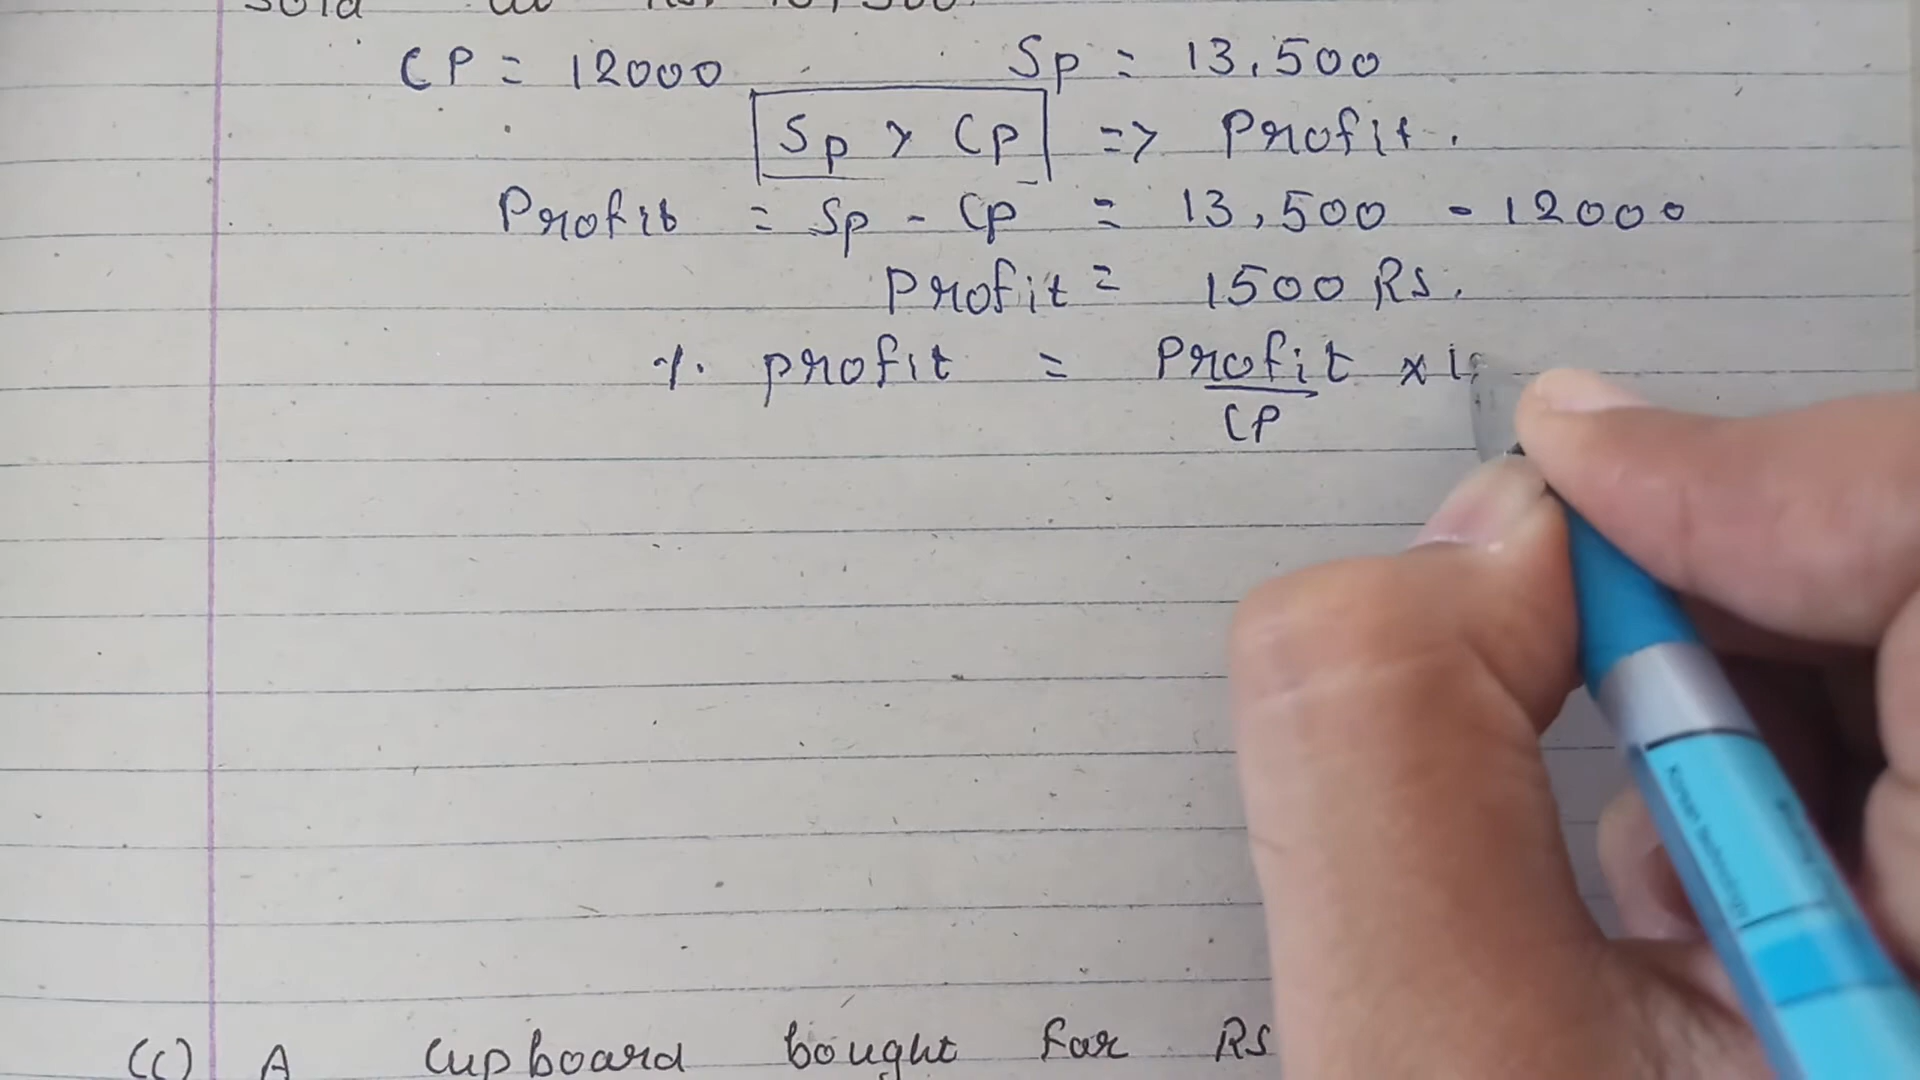 sold
CP = 12000 Sp = 13,500
Sp > Cp => Profit.
Profit = Sp - Cp = 13,500 - 12000
Profit = 1500 Rs.
%. profit = Profit × 1
CP
(c) A cupboard bought for Rs